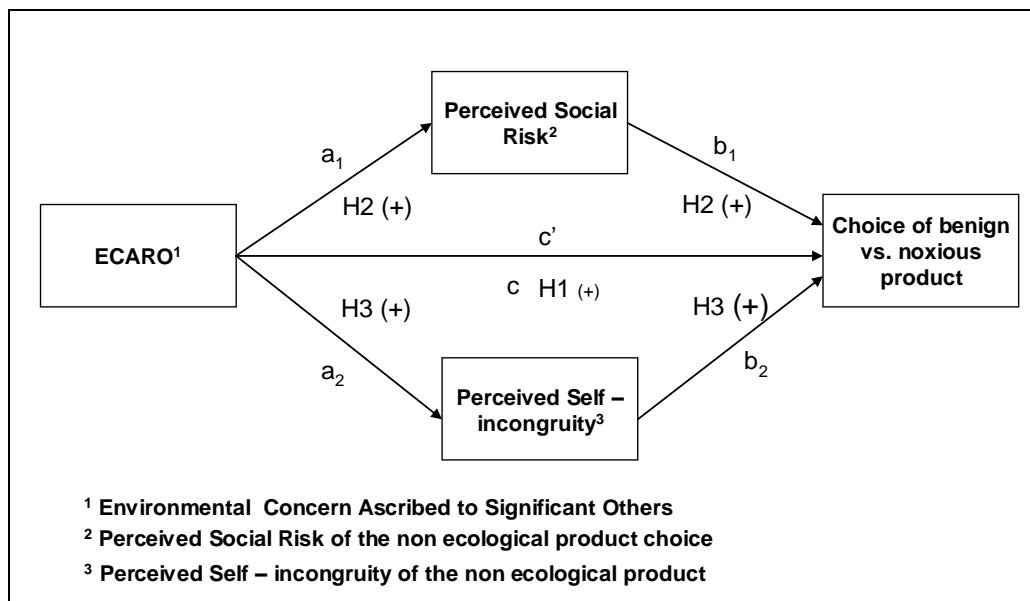 Perceived Social
Risk²
a₁
b₁
H2 (+)
H2 (+)
ECARO¹
c’
Choice of benign
vs. noxious
product
c H1 (+)
H3 (+)
H3 (+)
a₂
b₂
Perceived Self –
incongruity³
¹ Environmental Concern Ascribed to Significant Others
² Perceived Social Risk of the non ecological product choice
³ Perceived Self – incongruity of the non ecological product